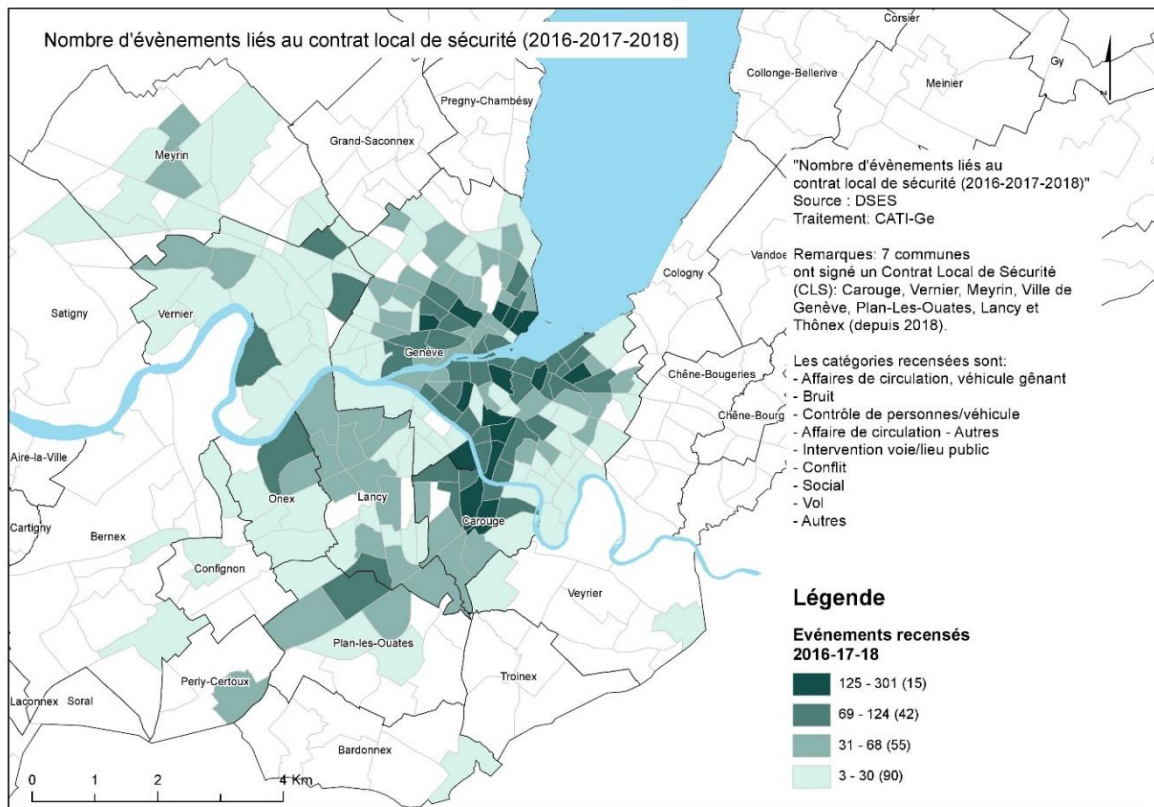 Nombre d'évènements liés au contrat local de sécurité (2016-2017-2018)
Corsier
Collonge-Bellerive
Gy
Meinier
Pregny-Chambésy
Grand-Saconnex
Meyrin
"Nombre d'évènements liés au
contrat local de sécurité (2016-2017-2018)"
Source : DSES
Traitement: CATI-Ge
Cologny
Vandoe
Remarques: 7 communes
ont signé un Contrat Local de Sécurité
(CLS): Carouge, Vernier, Meyrin, Ville de
Genève, Plan-Les-Ouates, Lancy et
Thônex (depuis 2018).
Satigny
Vernier
Genève
Chêne-Bougeries
Chêne-Bourg
Les catégories recensées sont:
- Affaires de circulation, véhicule gênant
- Bruit
- Contrôle de personnes/véhicule
- Affaire de circulation - Autres
- Intervention voie/lieu public
- Conflit
- Social
- Vol
- Autres
Aire-la-Ville
Onex
Lancy
Carouge
Cartigny
Bernex
Confignon
Veyrier
Plan-les-Ouates
Troinex
Perly-Certoux
Laconnex
Soral
Bardonnex
Légende
Evénements recensés
2016-17-18
125 - 301 (15)
69 - 124 (42)
31 - 68 (55)
3 - 30 (90)
0 1 2 4 Km